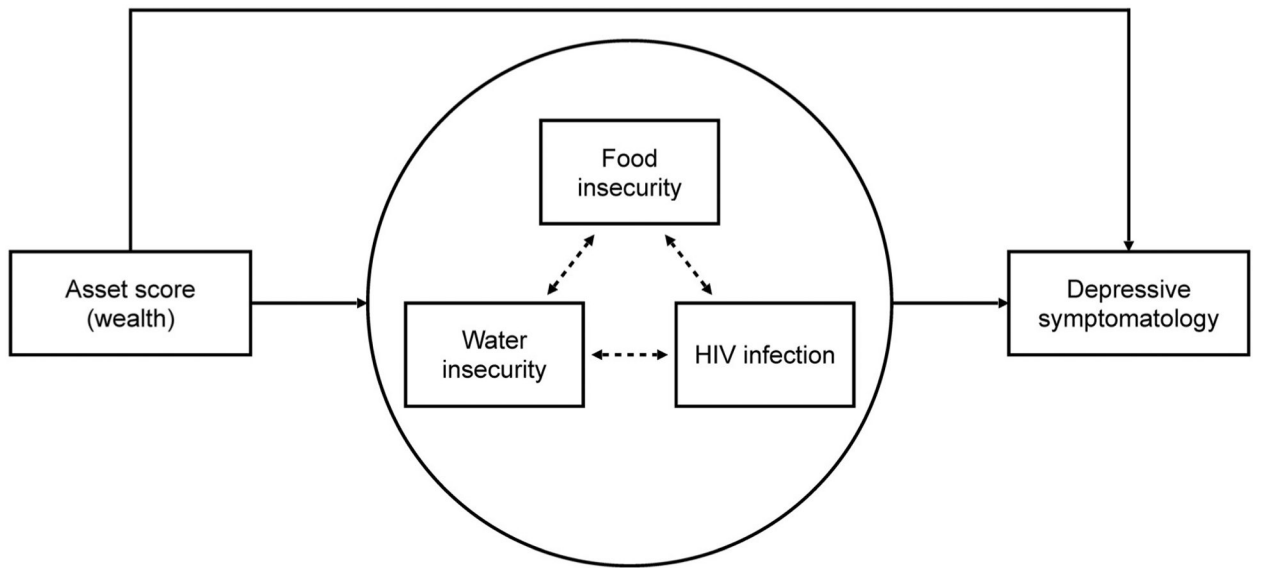 Food
insecurity
Asset score
(wealth)
Water
insecurity
HIV infection
Depressive
symptomatology